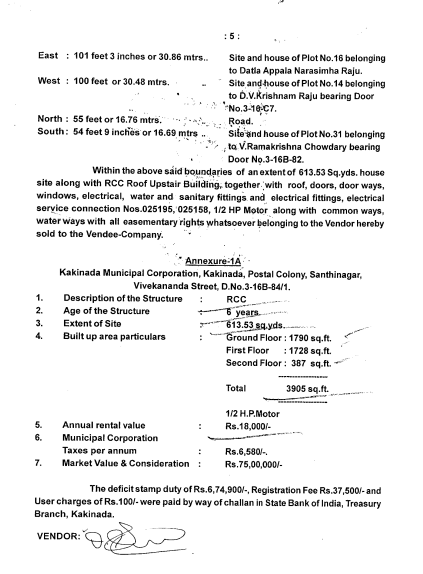 : 5 :
East : 101 feet 3 inches or 30.86 mtrs.. Site and house of Plot No.16 belonging
to Datla Appala Narasimha Raju.
West : 100 feet or 30.48 mtrs. Site and house of Plot No.14 belonging
to D.V.Krishnam Raju bearing Door
No.3-16-C7.
North : 55 feet or 16.76 mtrs. Road.
South : 54 feet 9 inches or 16.69 mtrs .. Site and house of Plot No.31 belonging
to V.Ramakrishna Chowdary bearing
Door No.3-16B-82.
Within the above said boundaries of an extent of 613.53 Sq.yds. house
site along with RCC Roof Upstair Building, together with roof, doors, door ways,
windows, electrical, water and sanitary fittings and electrical fittings, electrical
service connection Nos.025195, 025158, 1/2 HP Motor along with common ways,
water ways with all easementary rights whatsoever belonging to the Vendor hereby
sold to the Vendee-Company.
Annexure-1A
Kakinada Municipal Corporation, Kakinada, Postal Colony, Santhinagar,
Vivekananda Street, D.No.3-16B-84/1.
1. Description of the Structure : RCC
2. Age of the Structure : 6 years
3. Extent of Site : 613.53 sq.yds.
4. Built up area particulars : Ground Floor : 1790 sq.ft.
First Floor : 1728 sq.ft.
Second Floor : 387 sq.ft.
Total 3905 sq.ft.
1/2 H.P.Motor
5. Annual rental value : Rs.18,000/-
6. Municipal Corporation
Taxes per annum : Rs.6,580/-.
7. Market Value & Consideration : Rs.75,00,000/-
The deficit stamp duty of Rs.6,74,900/-, Registration Fee Rs.37,500/- and
User charges of Rs.100/- were paid by way of challan in State Bank of India, Treasury
Branch, Kakinada.
VENDOR: